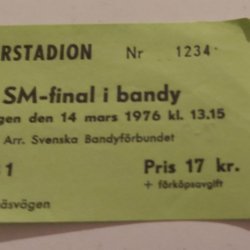 RSTADION Nr 1234
SM-final i bandy
gen den 14 mars 1976 kl. 13.15
Arr. Svenska Bandyförbundet
1 Pris 17 kr.
+ förköpsavgift
äsvägen